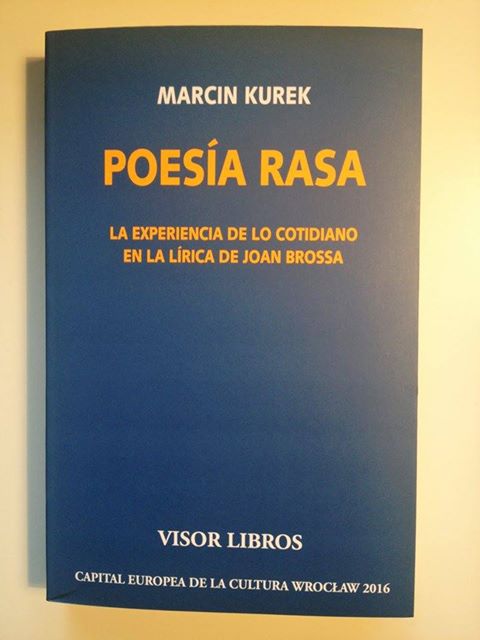 MARCIN KUREK
POESÍA RASA
LA EXPERIENCIA DE LO COTIDIANO
EN LA LÍRICA DE JOAN BROSSA
VISOR LIBROS
CAPITAL EUROPEA DE LA CULTURA WROCŁAW 2016